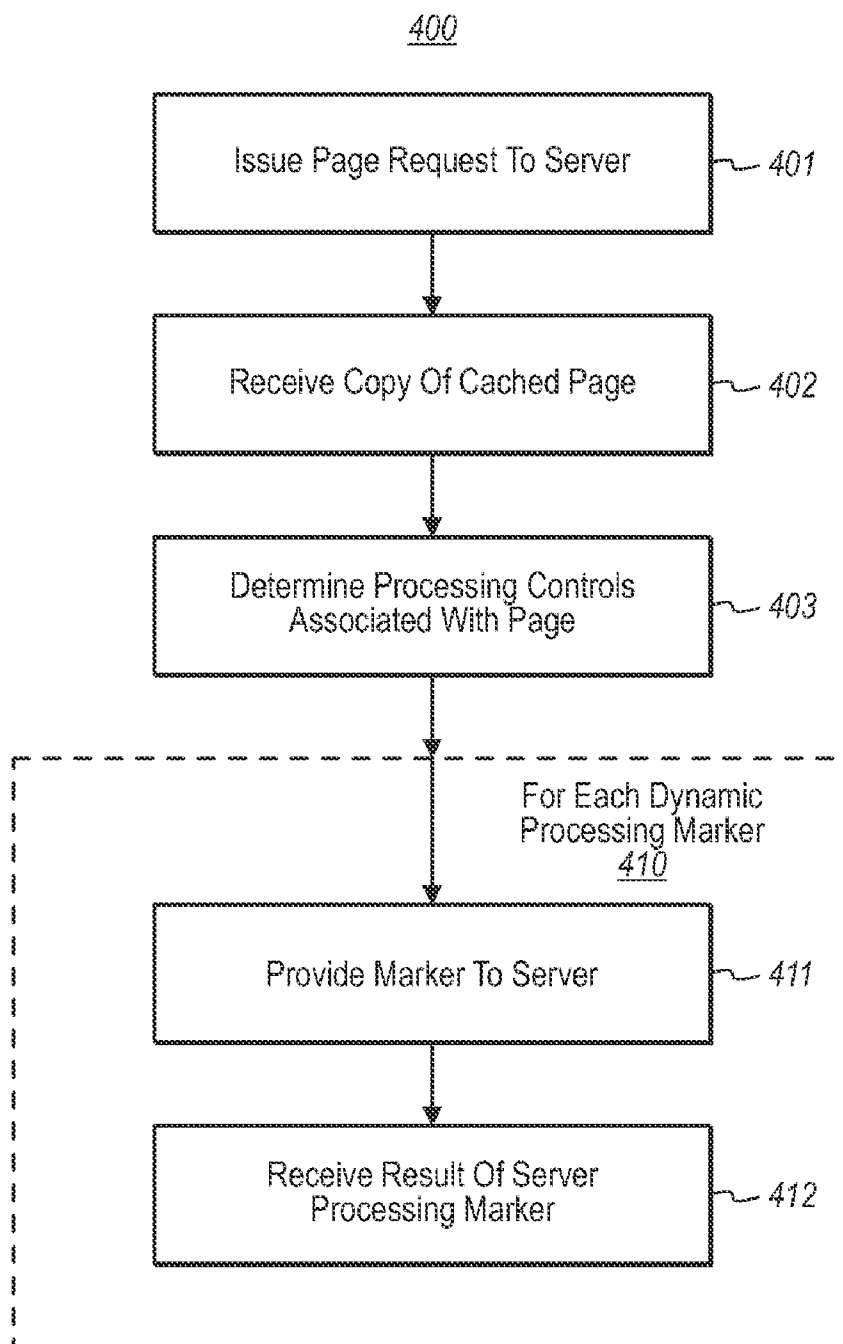 400
Issue Page Request To Server
401
Receive Copy Of Cached Page
402
Determine Processing Controls
Associated With Page
403
For Each Dynamic
Processing Marker
410
Provide Marker To Server
411
Receive Result Of Server
Processing Marker
412